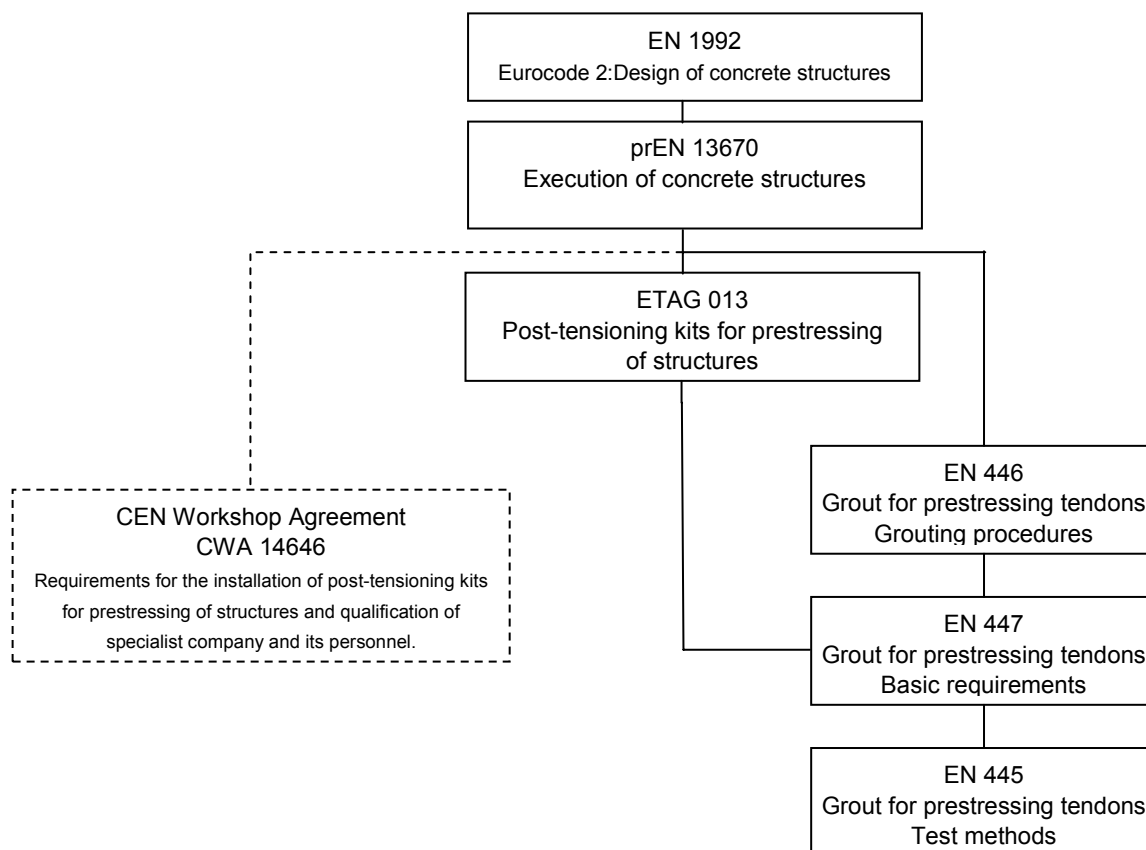 EN 1992
Eurocode 2:Design of concrete structures
prEN 13670
Execution of concrete structures
ETAG 013
Post-tensioning kits for prestressing
of structures
EN 446
Grout for prestressing tendons
Grouting procedures
CEN Workshop Agreement
CWA 14646
Requirements for the installation of post-tensioning kits
for prestressing of structures and qualification of
specialist company and its personnel.
EN 447
Grout for prestressing tendons
Basic requirements
EN 445
Grout for prestressing tendons
Test methods